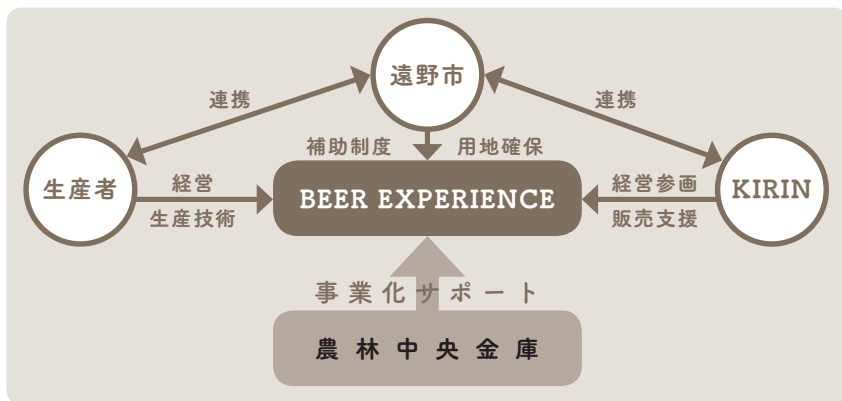 遠野市
連携
連携
補助制度
用地確保
生産者
経営
生産技術
BEER EXPERIENCE
経営参画
販売支援
KIRIN
事業化サポート
農林中央金庫